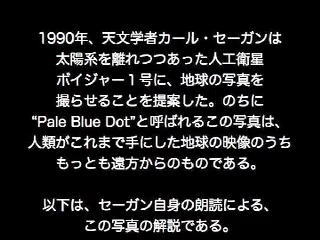 1990年、天文学者カール・セーガンは
太陽系を離れつつあった人工衛星
ボイジャー１号に、地球の写真を
撮らせることを提案した。のちに
“Pale Blue Dot”と呼ばれるこの写真は、
人類がこれまで手にした地球の映像のうち
もっとも遠方からのものである。
以下は、セーガン自身の朗読による、
この写真の解説である。